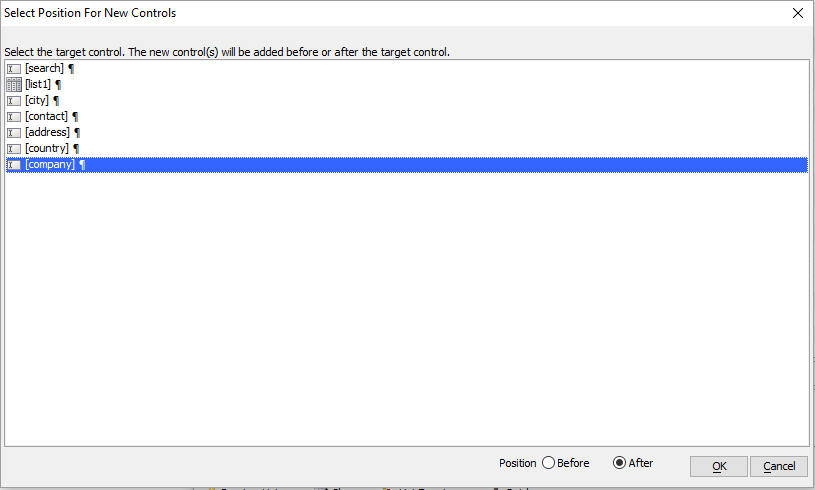 Select Position For New Controls
Select the target control. The new control(s) will be added before or after the target control.
[search] ¶
[list1] ¶
[city] ¶
[contact] ¶
[address] ¶
[country] ¶
[company] ¶
Position Before After OK Cancel